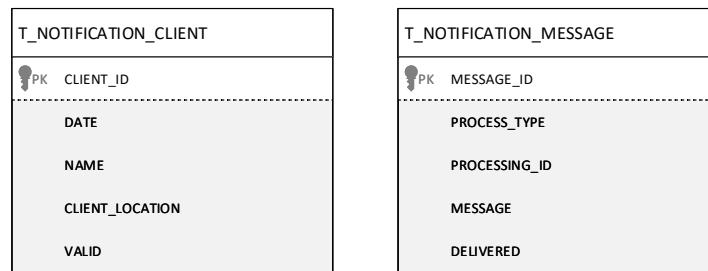 T_NOTIFICATION_CLIENT
PK CLIENT_ID
DATE
NAME
CLIENT_LOCATION
VALID
T_NOTIFICATION_MESSAGE
PK MESSAGE_ID
PROCESS_TYPE
PROCESSING_ID
MESSAGE
DELIVERED